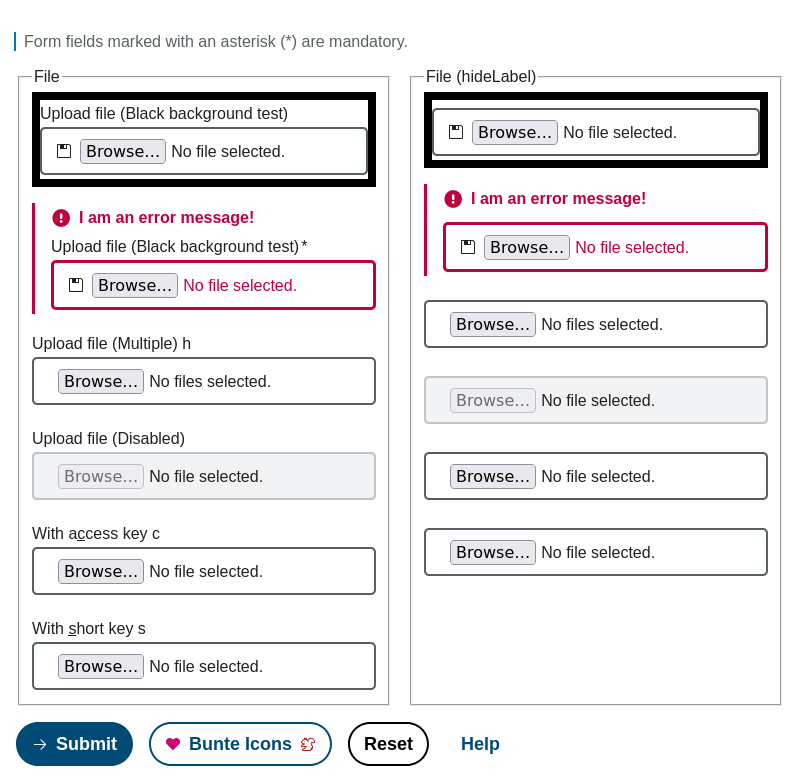 Form fields marked with an asterisk (*) are mandatory.
File
Upload file (Black background test)
Browse... No file selected.
I am an error message!
Upload file (Black background test)*
Browse... No file selected.
Upload file (Multiple) h
Browse... No files selected.
Upload file (Disabled)
Browse... No file selected.
With access key c
Browse... No file selected.
With short key s
Browse... No file selected.
File (hideLabel)
Browse... No file selected.
I am an error message!
Browse... No file selected.
Browse... No files selected.
Browse... No file selected.
Browse... No file selected.
Browse... No file selected.
Submit Bunte Icons Reset Help